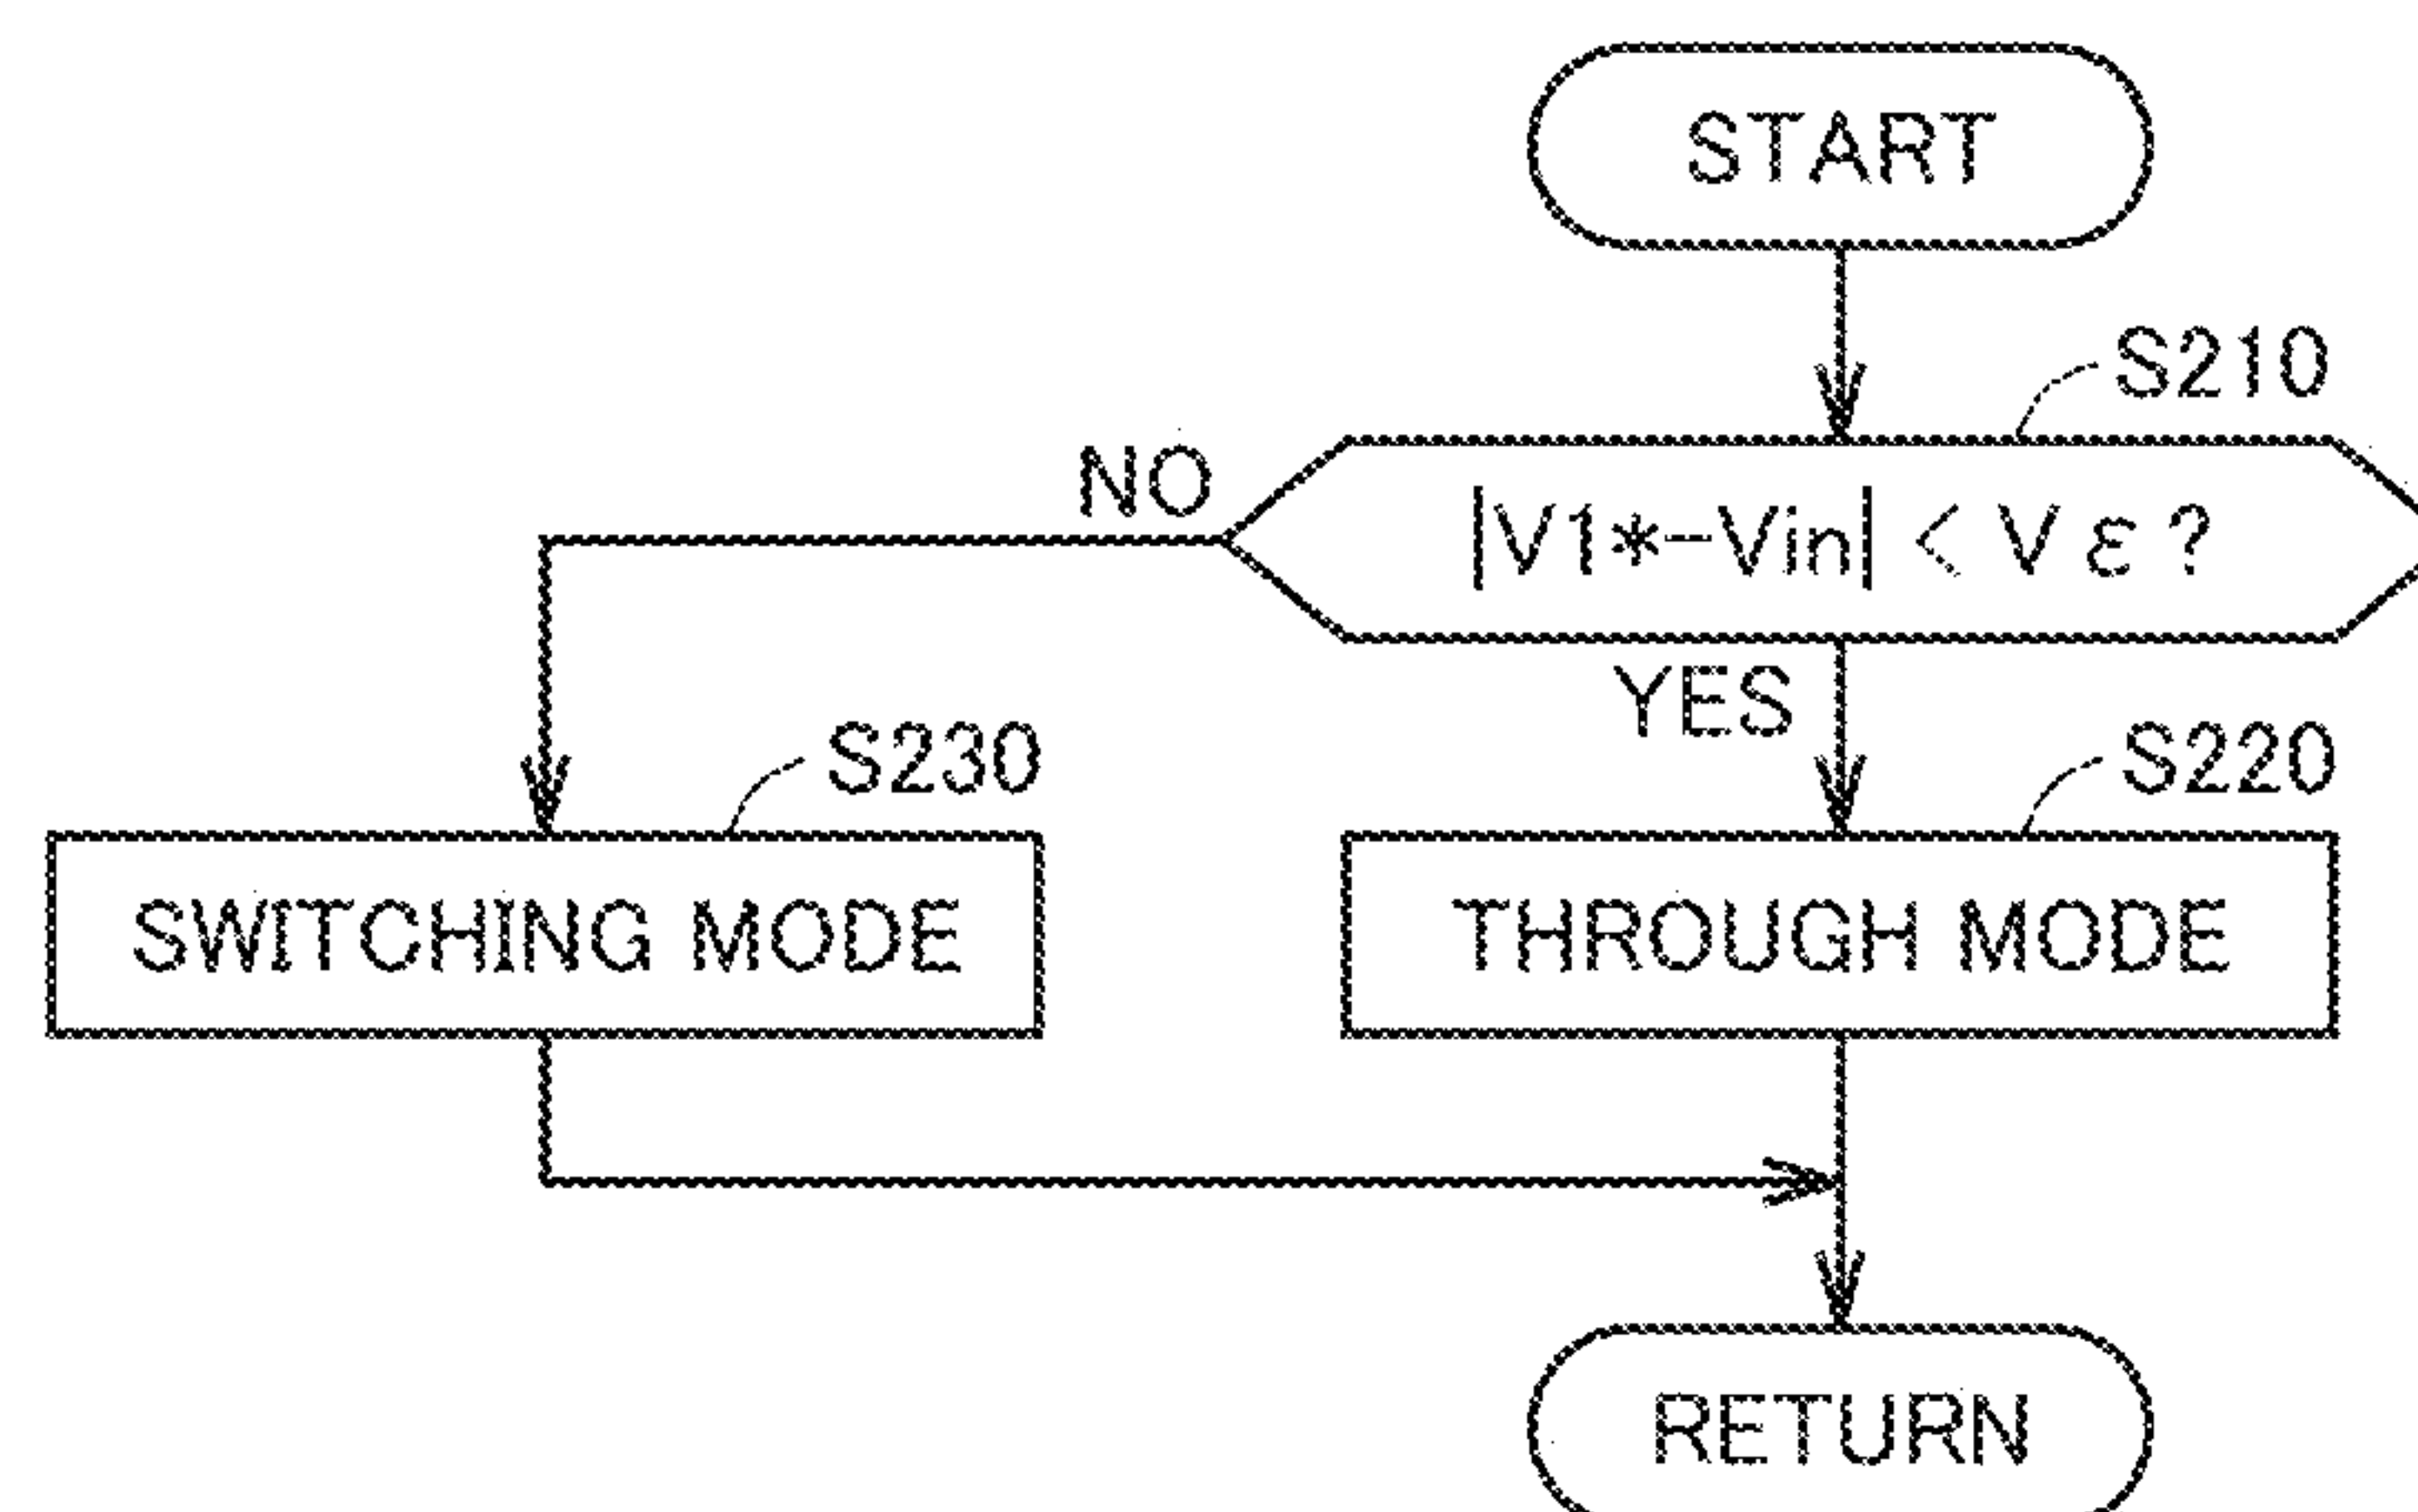 START
S210
NO
|V1*-Vin| < Vε?
YES
S230
S220
SWITCHING MODE
THROUGH MODE
RETURN